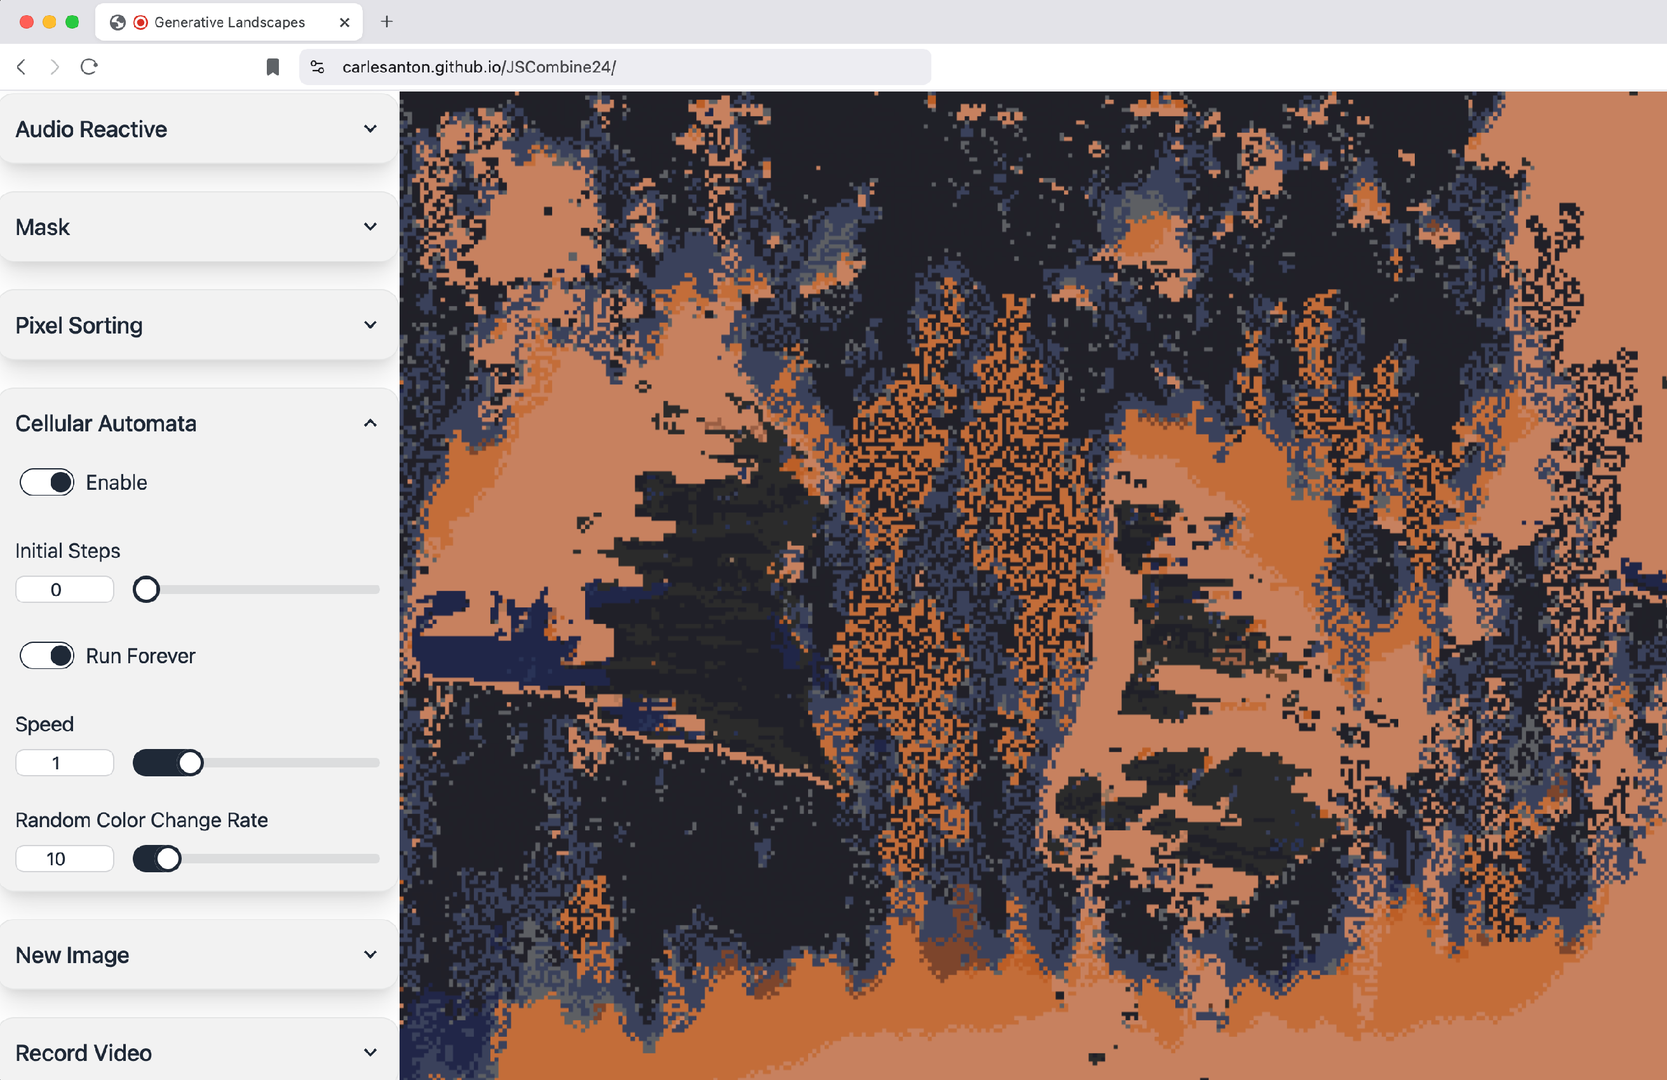 Generative Landscapes
carlesanton.github.io/JSCombine24/
Audio Reactive
Mask
Pixel Sorting
Cellular Automata
Enable
Initial Steps
0
Run Forever
Speed
1
Random Color Change Rate
10
New Image
Record Video